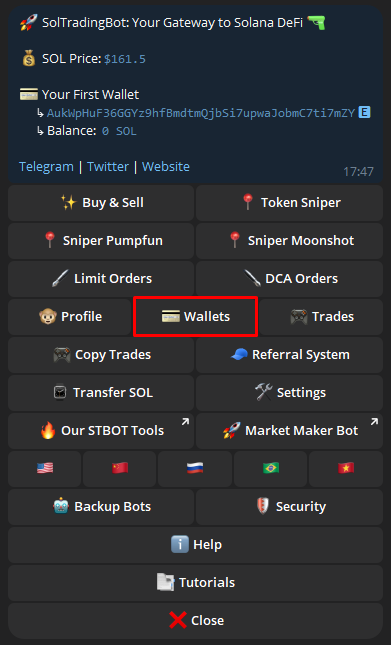 🚀 SolTradingBot: Your Gateway to Solana DeFi 🔫
💰 SOL Price: $161.5
💳 Your First Wallet
↳ AukWpHuF36GGYz9hfBmdtmQjbSi7upwaJobmC7ti7mZY E
↳ Balance: 0 SOL
Telegram | Twitter | Website
17:47
✨ Buy & Sell
📍 Token Sniper
📍 Sniper Pumpfun
📍 Sniper Moonshot
Limit Orders
DCA Orders
🐵 Profile
💳 Wallets
🎮 Trades
🎮 Copy Trades
🧢 Referral System
Transfer SOL
🛠 Settings
🔥 Our STBOT Tools
🚀 Market Maker Bot
🤖 Backup Bots
Security
ℹ️ Help
Tutorials
❌ Close